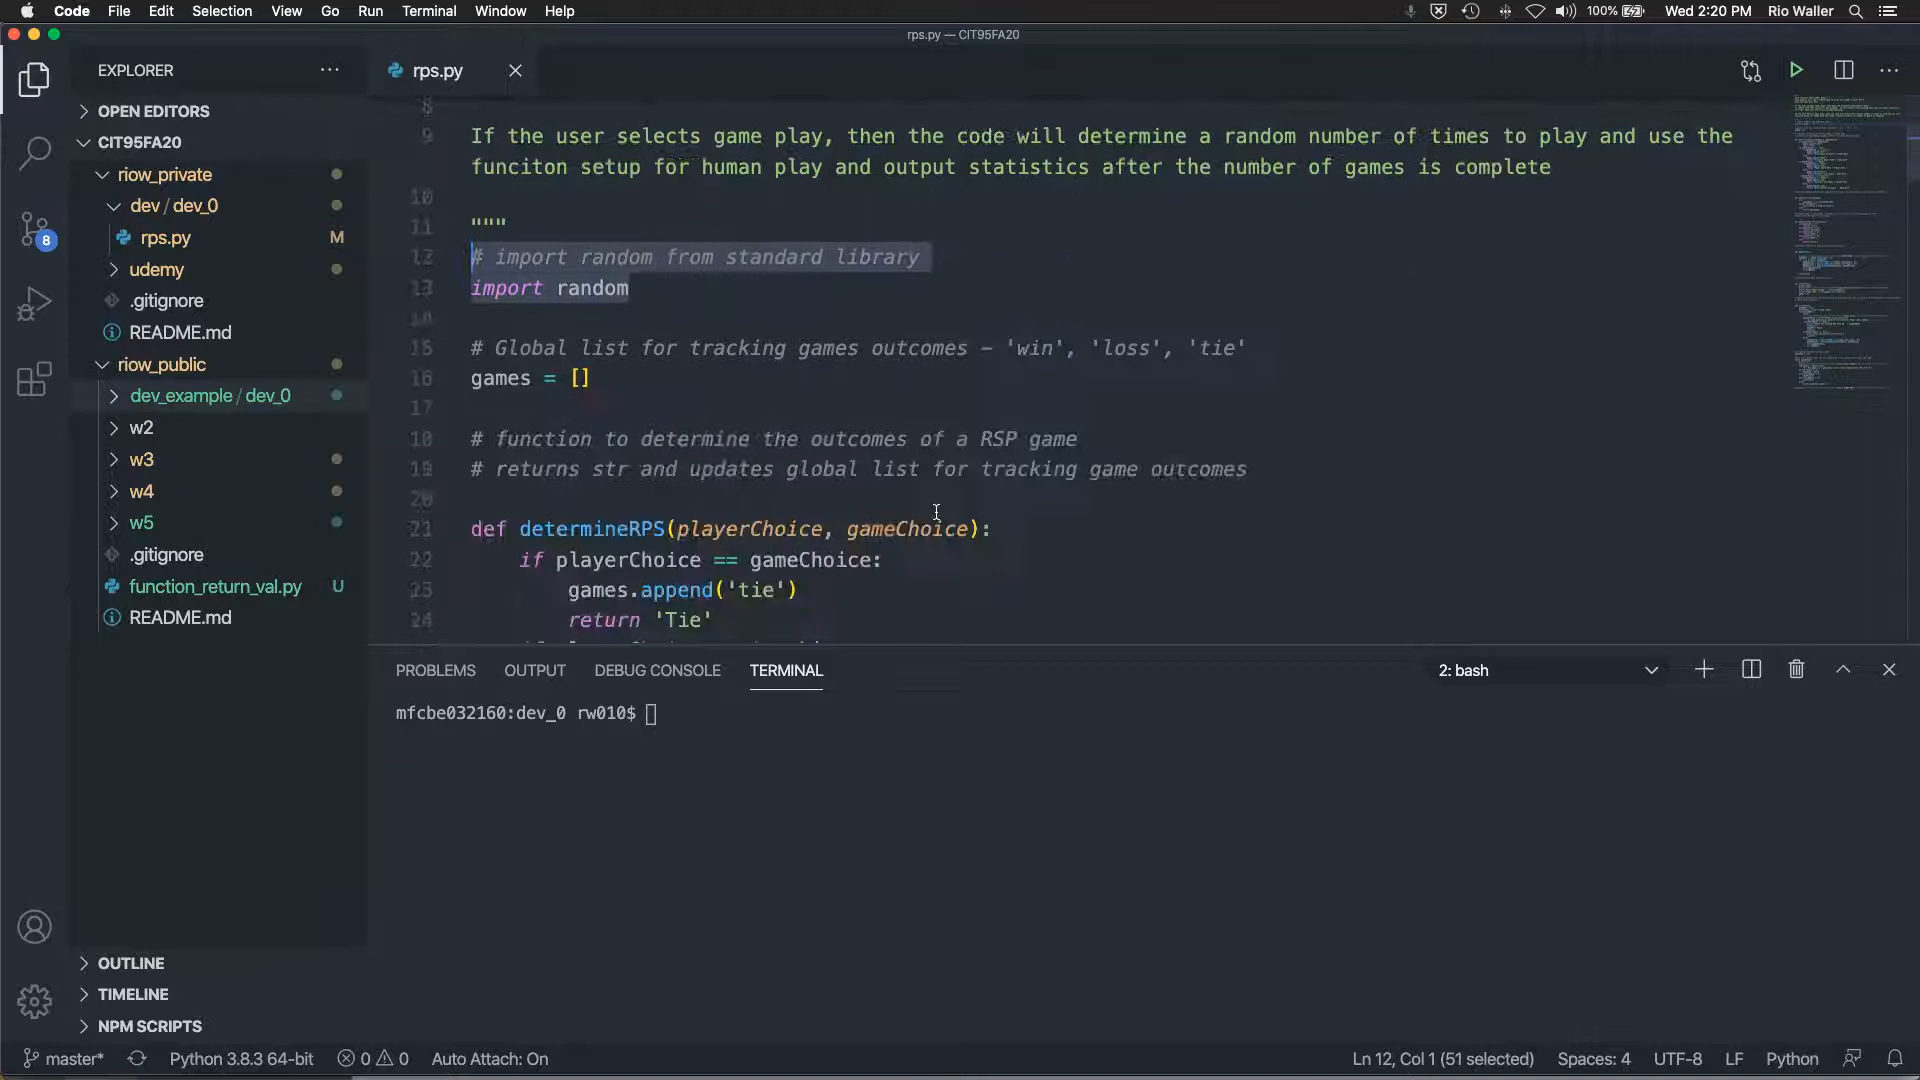 Code File Edit Selection View Go Run Terminal Window Help 100% Wed 2:20 PM Rio Waller
rps.py — CIT95FA20
EXPLORER
rps.py
OPEN EDITORS
CIT95FA20
riow_private
dev / dev_0
rps.py M
udemy
.gitignore
README.md
riow_public
dev_example / dev_0
w2
w3
w4
w5
.gitignore
function_return_val.py U
README.md
OUTLINE
TIMELINE
NPM SCRIPTS
8
8
9 If the user selects game play, then the code will determine a random number of times to play and use the
funciton setup for human play and output statistics after the number of games is complete
10
11 """
12 # import random from standard library
13 import random
14
15 # Global list for tracking games outcomes - 'win', 'loss', 'tie'
16 games = []
17
18 # function to determine the outcomes of a RSP game
19 # returns str and updates global list for tracking game outcomes
20
21 def determineRPS(playerChoice, gameChoice):
22 if playerChoice == gameChoice:
23 games.append('tie')
24 return 'Tie'
PROBLEMS OUTPUT DEBUG CONSOLE TERMINAL 2: bash
mfcbe032160:dev_0 rw010$
master* Python 3.8.3 64-bit 0 0 Auto Attach: On Ln 12, Col 1 (51 selected) Spaces: 4 UTF-8 LF Python